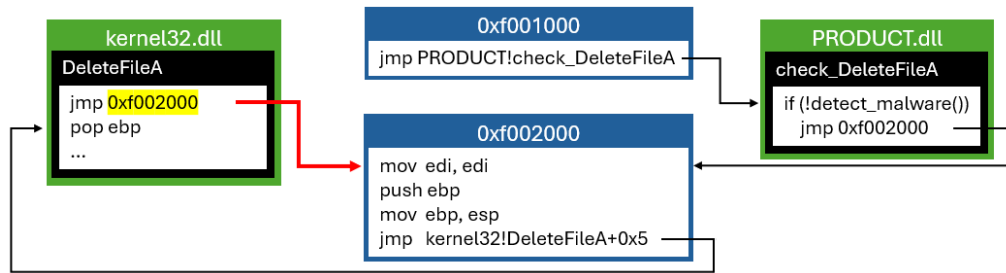 kernel32.dll
DeleteFileA
jmp 0xf002000
pop ebp
...
0xf001000
jmp PRODUCT!check_DeleteFileA
0xf002000
mov edi, edi
push ebp
mov ebp, esp
jmp kernel32!DeleteFileA+0x5
PRODUCT.dll
check_DeleteFileA
if (!detect_malware())
jmp 0xf002000